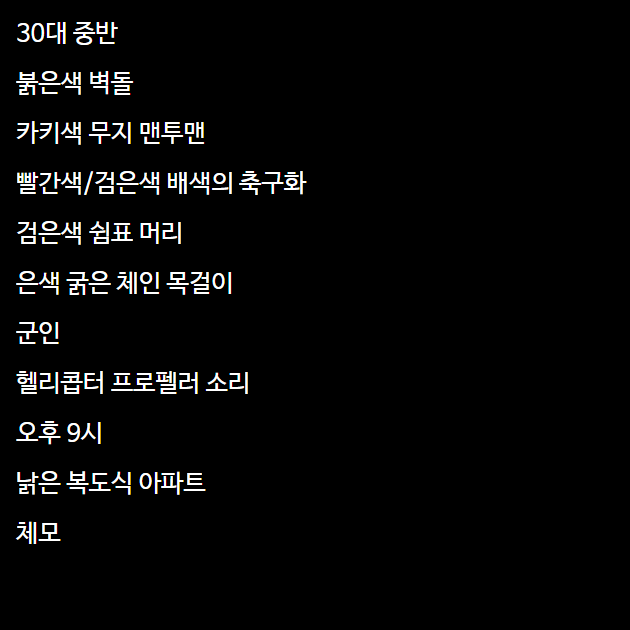 30대 중반
붉은색 벽돌
카키색 무지 맨투맨
빨간색/검은색 배색의 축구화
검은색 쉼표 머리
은색 굵은 체인 목걸이
군인
헬리콥터 프로펠러 소리
오후 9시
낡은 복도식 아파트
체모